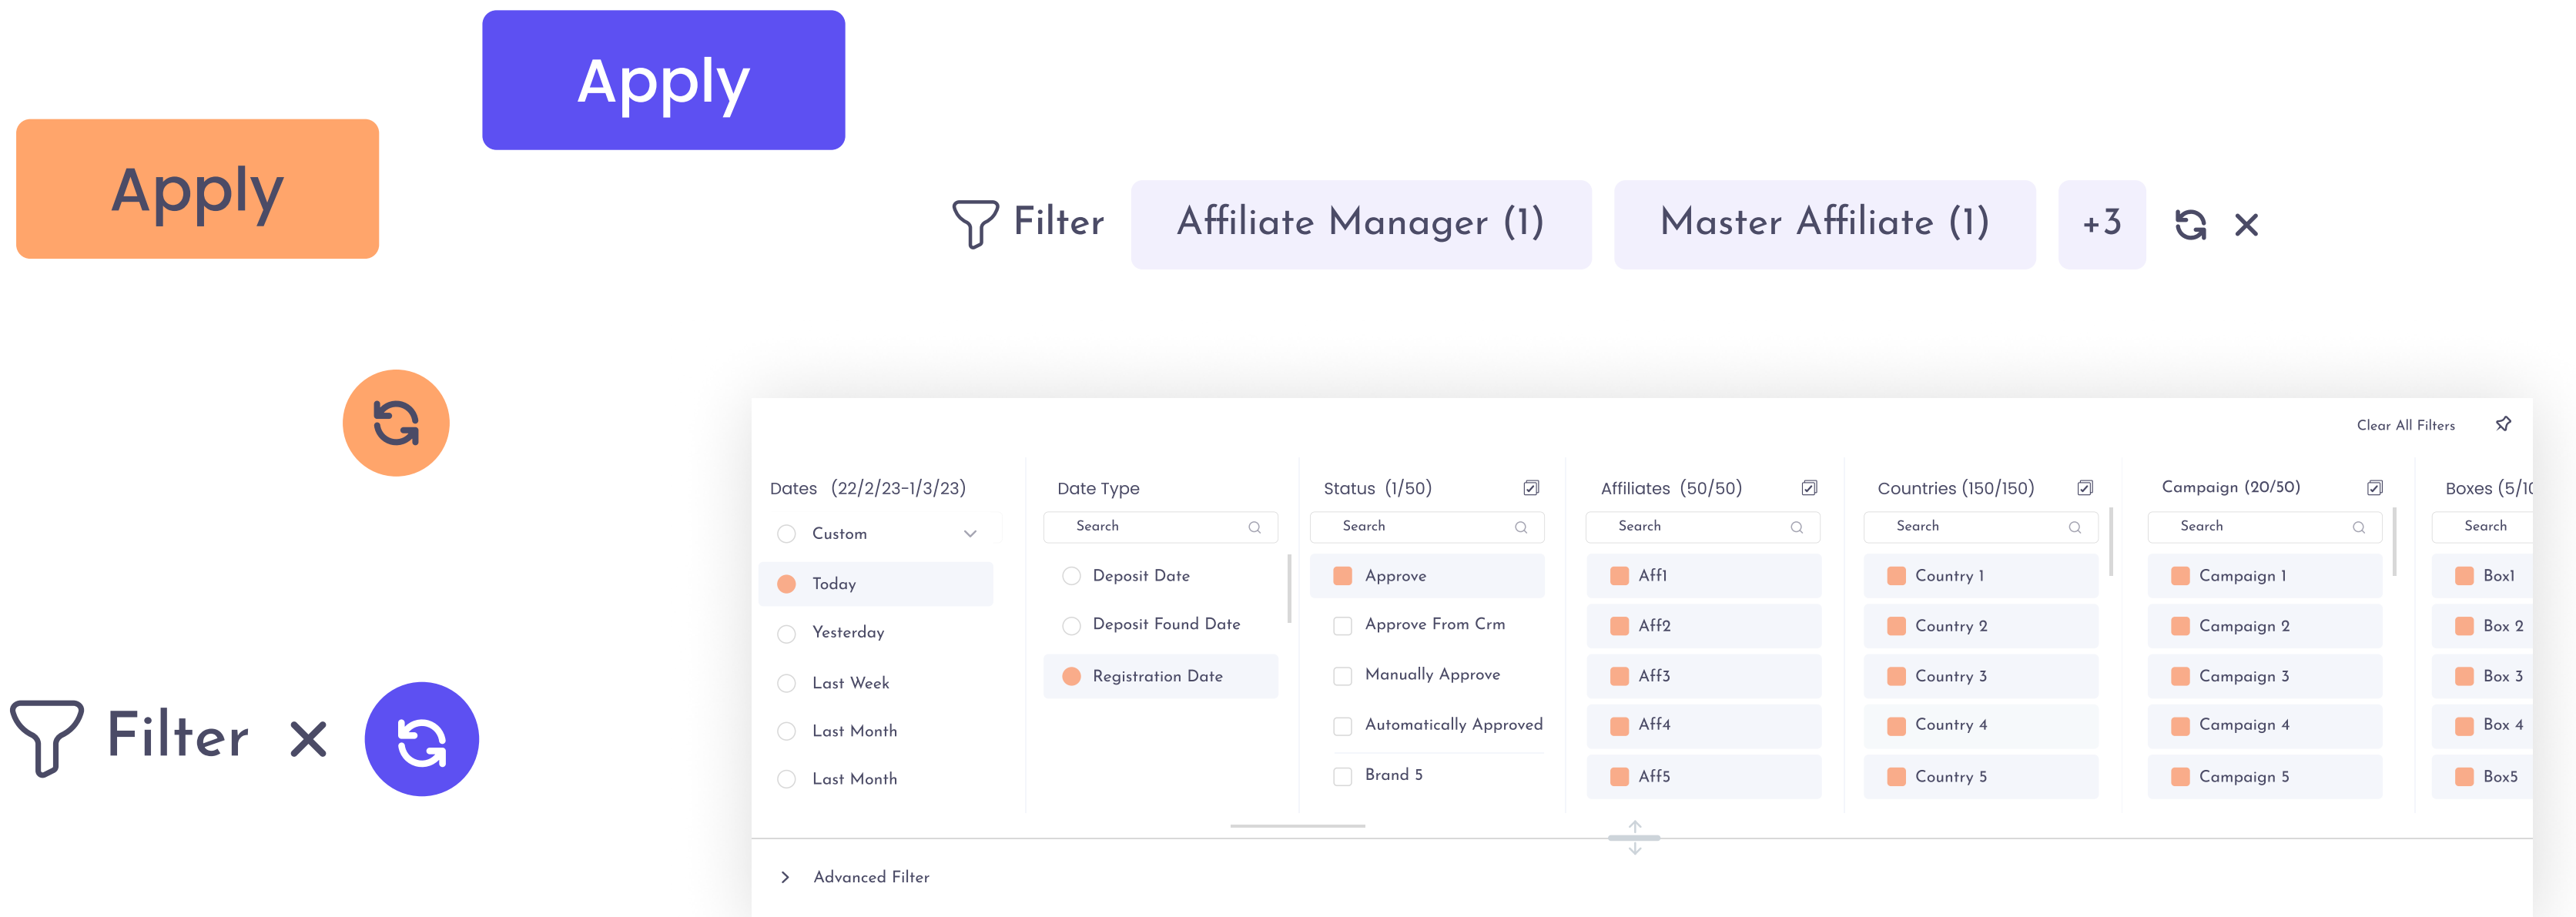 Apply
Apply
Filter Affiliate Manager (1) Master Affiliate (1) +3
Filter
Clear All Filters
Dates (22/2/23-1/3/23)
Custom
Today
Yesterday
Last Week
Last Month
Last Month
Date Type
Search
Deposit Date
Deposit Found Date
Registration Date
Status (1/50)
Search
Approve
Approve From Crm
Manually Approve
Automatically Approved
Brand 5
Affiliates (50/50)
Search
Aff1
Aff2
Aff3
Aff4
Aff5
Countries (150/150)
Search
Country 1
Country 2
Country 3
Country 4
Country 5
Campaign (20/50)
Search
Campaign 1
Campaign 2
Campaign 3
Campaign 4
Campaign 5
Boxes (5/10
Search
Box1
Box 2
Box 3
Box 4
Box5
Advanced Filter